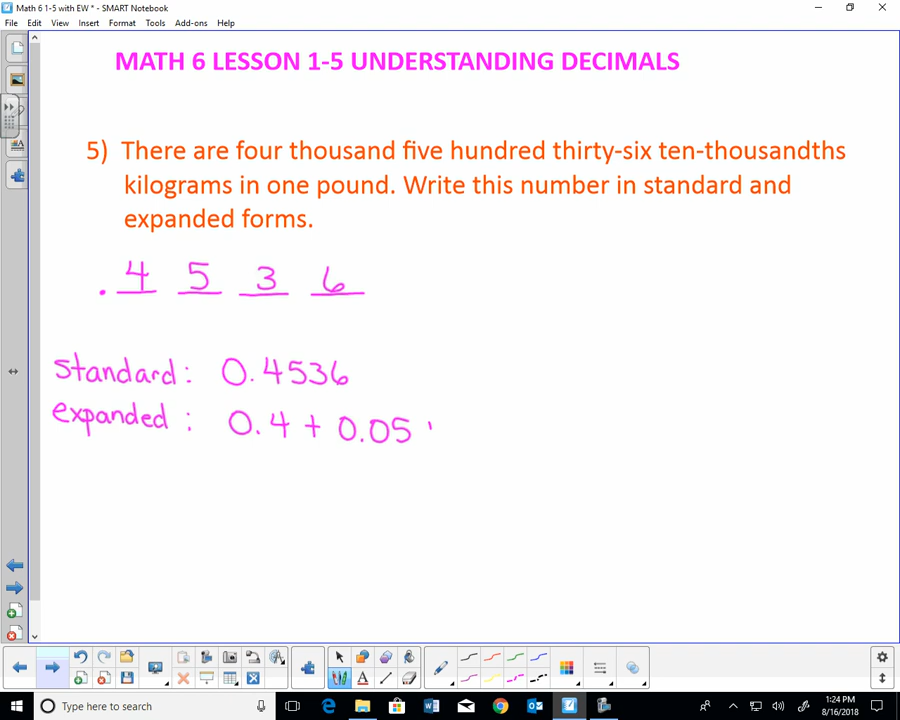 Math 6 1-5 with EW * - SMART Notebook
File Edit View Insert Format Tools Add-ons Help
MATH 6 LESSON 1-5 UNDERSTANDING DECIMALS
5) There are four thousand five hundred thirty-six ten-thousandths
kilograms in one pound. Write this number in standard and
expanded forms.
. 4 5 3 6
standard: 0.4536
expanded: 0.4 + 0.05
Type here to search
1:24 PM
8/16/2018